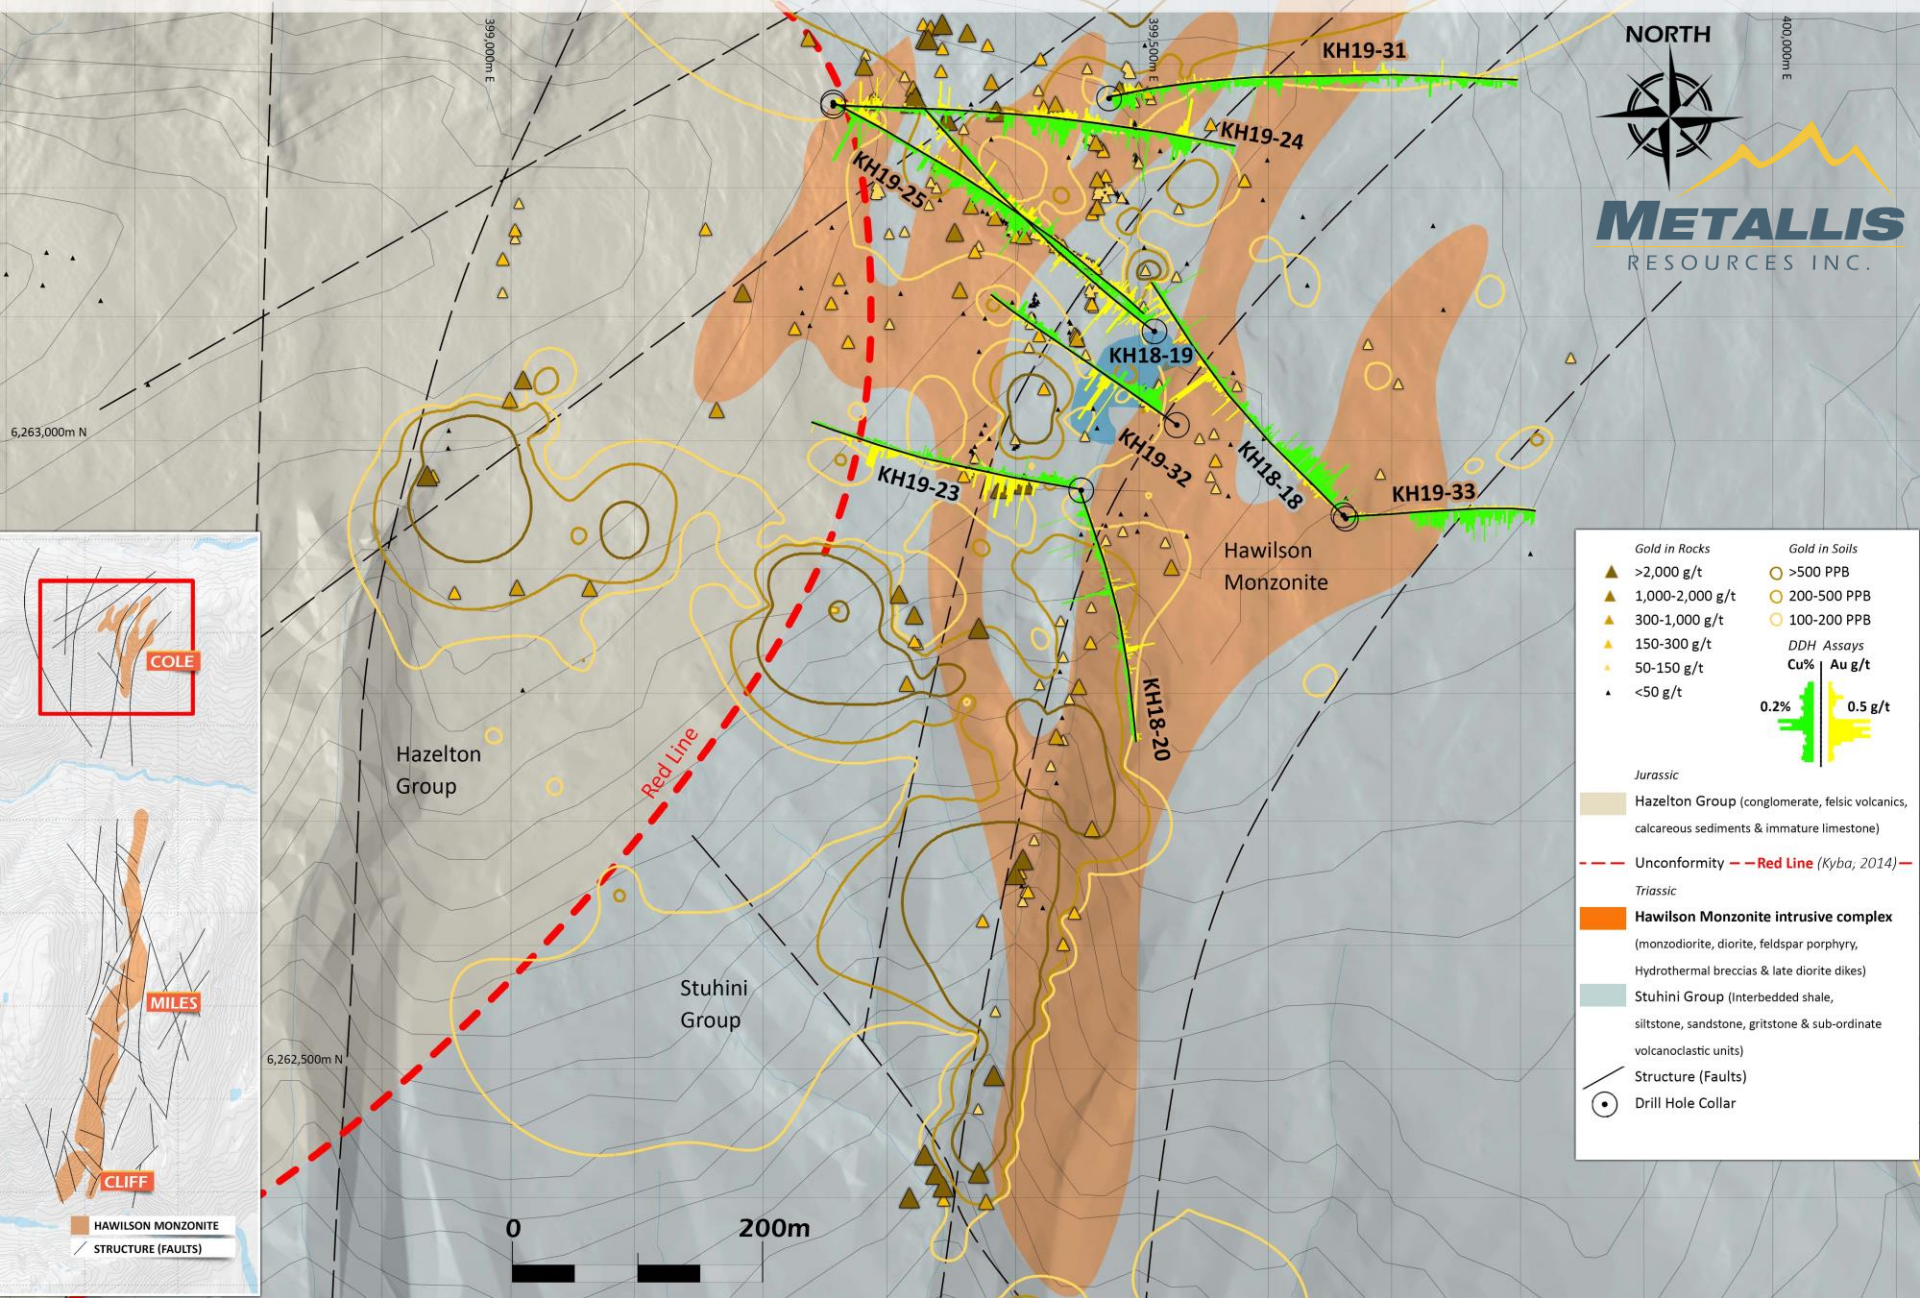 399,000m E
399,500m E
400,000m E
NORTH
KH19-31
KH19-24
KH19-25
METALLIS
RESOURCES INC.
KH18-19
6,263,000m N
KH19-32
KH18-18
KH19-23
KH19-33
Hawilson
Monzonite
KH18-20
Hazelton
Group
Red Line
Stuhini
Group
6,262,500m N
0 200m
COLE
MILES
CLIFF
HAWILSON MONZONITE
STRUCTURE (FAULTS)
Gold in Rocks
>2,000 g/t
1,000-2,000 g/t
300-1,000 g/t
150-300 g/t
50-150 g/t
<50 g/t
Gold in Soils
>500 PPB
200-500 PPB
100-200 PPB
DDH Assays
Cu% Au g/t
0.2% 0.5 g/t
Jurassic
Hazelton Group (conglomerate, felsic volcanics,
calcareous sediments & immature limestone)
Unconformity Red Line (Kyba, 2014)
Triassic
Hawilson Monzonite intrusive complex
(monzodiorite, diorite, feldspar porphyry,
Hydrothermal breccias & late diorite dikes)
Stuhini Group (Interbedded shale,
siltstone, sandstone, gritstone & sub-ordinate
volcanoclastic units)
Structure (Faults)
Drill Hole Collar